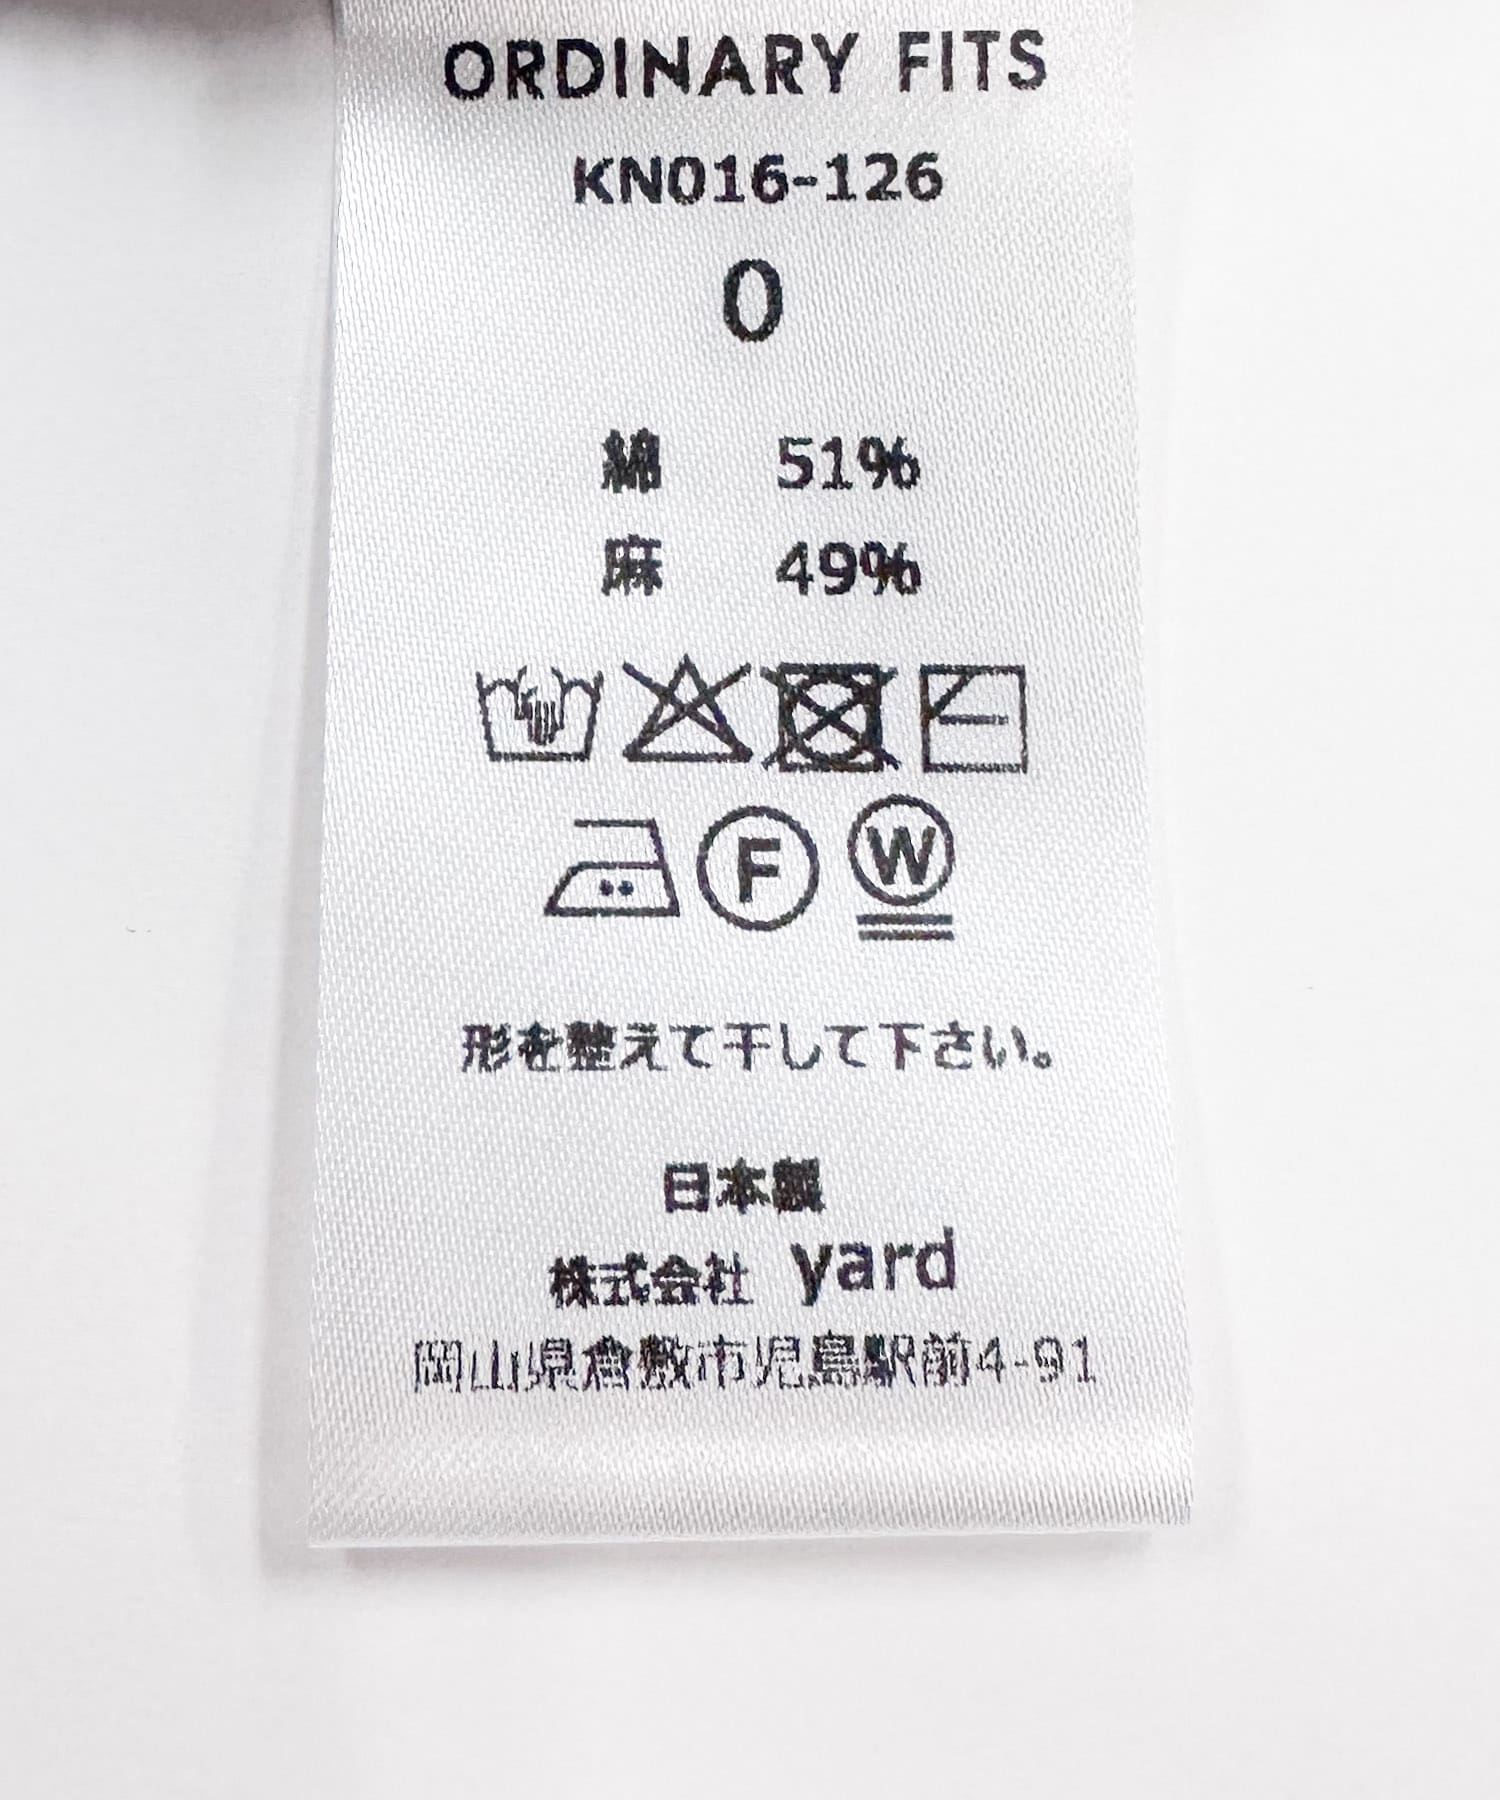 ORDINARY FITS
KN016-126
0
綿 51%
麻 49%
F W
形を整えて干して下さい。
日本製
株式会社 yard
岡山県倉敷市児島駅前4-91